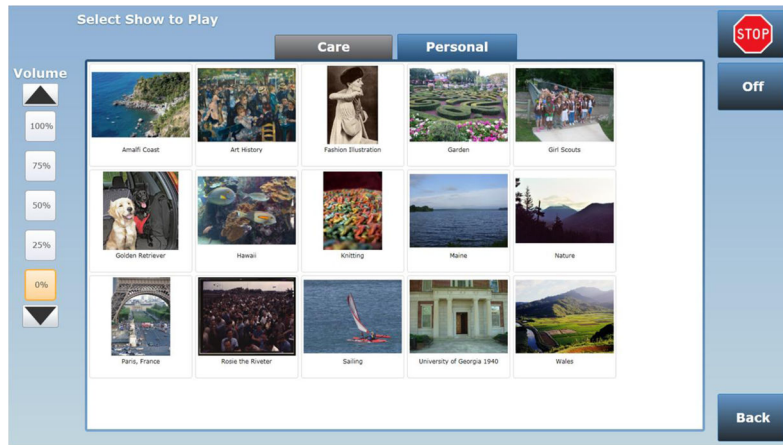 Select Show to Play
STOP
Care
Personal
Volume
Off
100%
75%
50%
25%
0%
Amalfi Coast
Art History
Fashion Illustration
Garden
Girl Scouts
Golden Retriever
Hawaii
Knitting
Maine
Nature
Paris, France
Rosie the Riveter
Sailing
University of Georgia 1940
Wales
Back